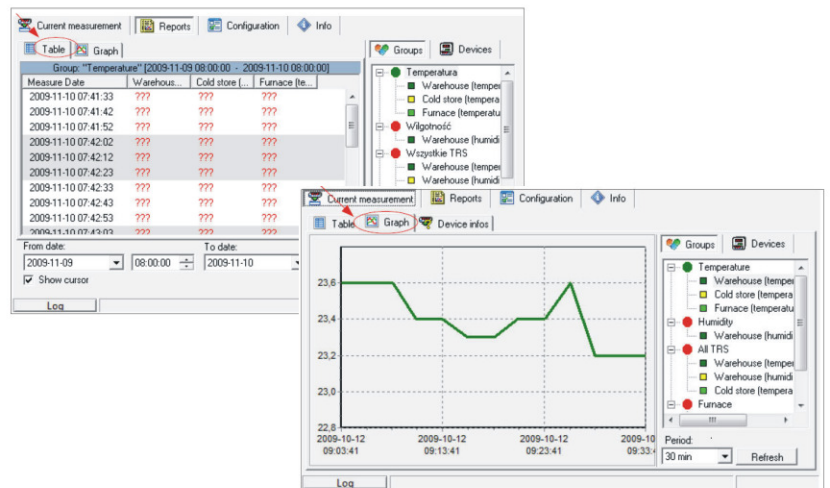 Current measurement Reports Configuration Info
Table Graph
Groups Devices
Group: "Temperature" [2009-11-09 08:00:00 - 2009-11-10 08:00:00]
Measure Date Warehous... Cold store (... Furnace (te...
2009-11-10 07:41:33 ??? ??? ???
2009-11-10 07:41:42 ??? ??? ???
2009-11-10 07:41:52 ??? ??? ???
2009-11-10 07:42:02 ??? ??? ???
2009-11-10 07:42:12 ??? ??? ???
2009-11-10 07:42:23 ??? ??? ???
2009-11-10 07:42:33 ??? ??? ???
2009-11-10 07:42:43 ??? ??? ???
2009-11-10 07:42:53 ??? ??? ???
2009-11-10 07:43:03 ??? ??? ???
Temperatura
Warehouse (temper
Cold store (tempera
Furnace (temperatu
Wilgotność
Warehouse (humidi
Wszystkie TRS
Warehouse (temper
Warehouse (humidi
From date: To date:
2009-11-09 08:00:00 2009-11-10
Show cursor
Log
Current measurement Reports Configuration Info
Table Graph Device infos
Groups Devices
23,6
23,4
23,2
23,0
22,8
2009-10-12 2009-10-12 2009-10-12 2009-10
09:03:41 09:13:41 09:23:41 09:33:
Temperature
Warehouse (temper
Cold store (tempera
Furnace (temperatu
Humidity
Warehouse (humidi
All TRS
Warehouse (temper
Warehouse (humidi
Cold store (tempera
Furnace
Period:
30 min Refresh
Log